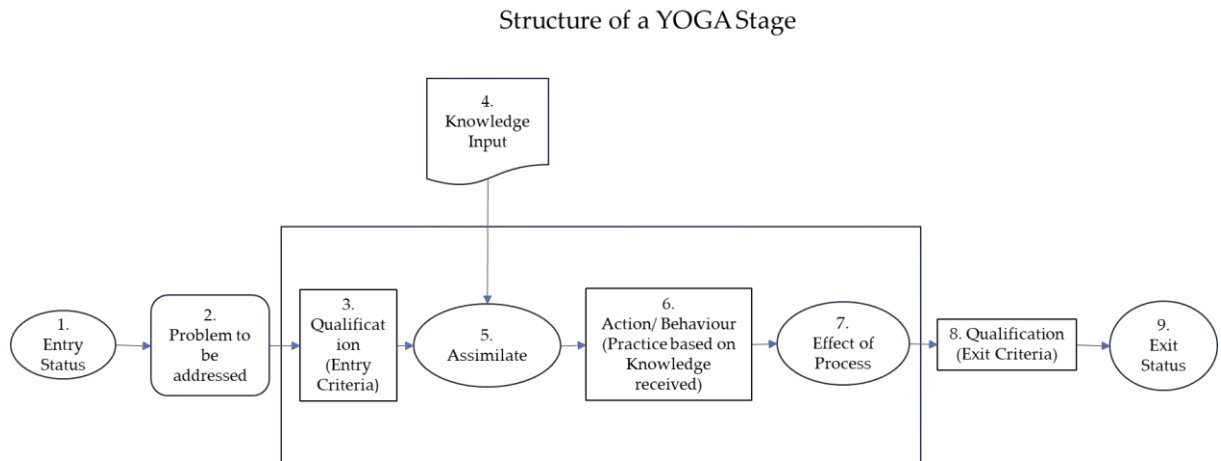 Structure of a YOGA Stage
4.
Knowledge
Input
1.
Entry
Status
2.
Problem to
be
addressed
3.
Qualificat
ion
(Entry
Criteria)
5.
Assimilate
6.
Action/ Behaviour
(Practice based on
Knowledge
received)
7.
Effect of
Process
8. Qualification
(Exit Criteria)
9.
Exit
Status